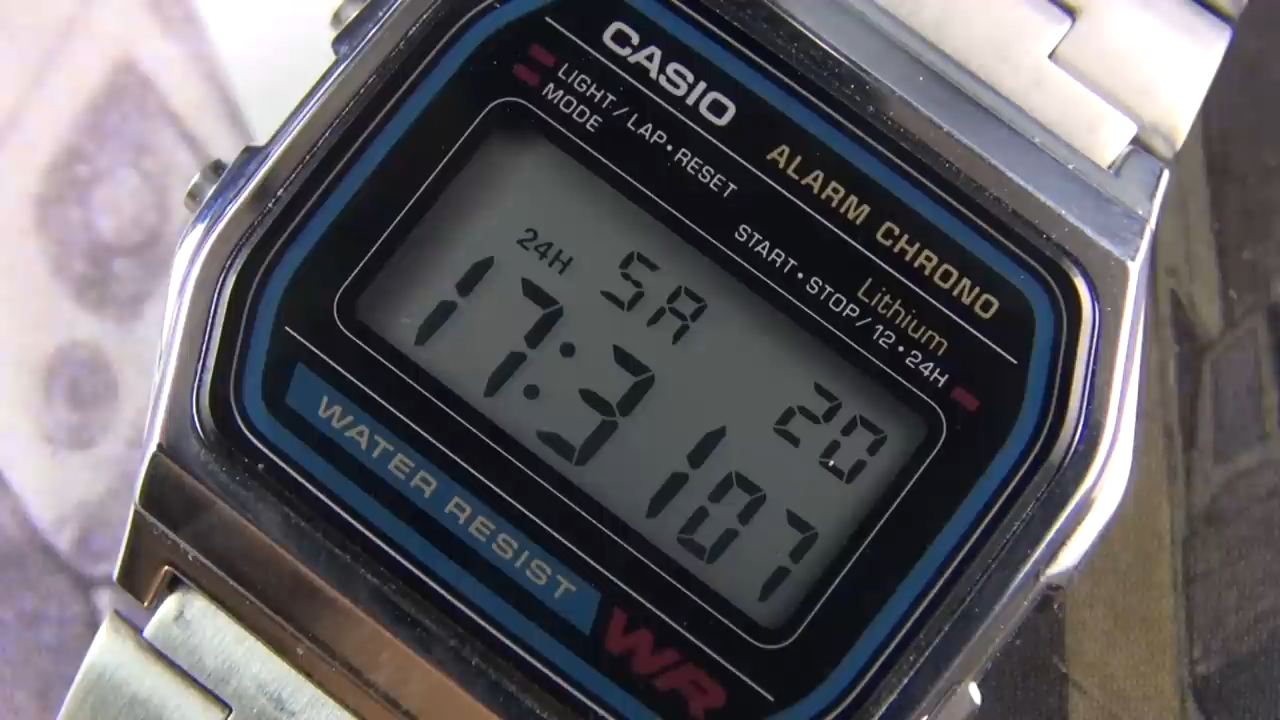 CASIO
ALARM CHRONO
LIGHT/LAP•RESET
MODE
Lithium
START•STOP/12•24H
24H SA 20
17:31 07
WATER RESIST
WR